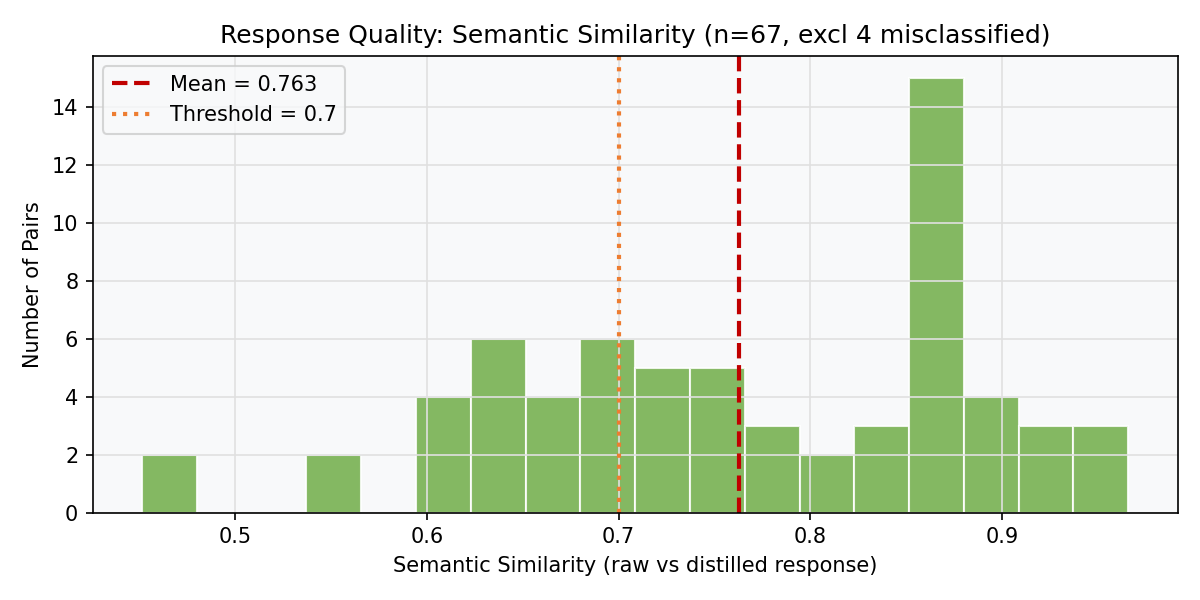 Response Quality: Semantic Similarity (n=67, excl 4 misclassified)
Mean = 0.763
Threshold = 0.7
14
12
10
8
6
4
2
0
Number of Pairs
0.5 0.6 0.7 0.8 0.9
Semantic Similarity (raw vs distilled response)